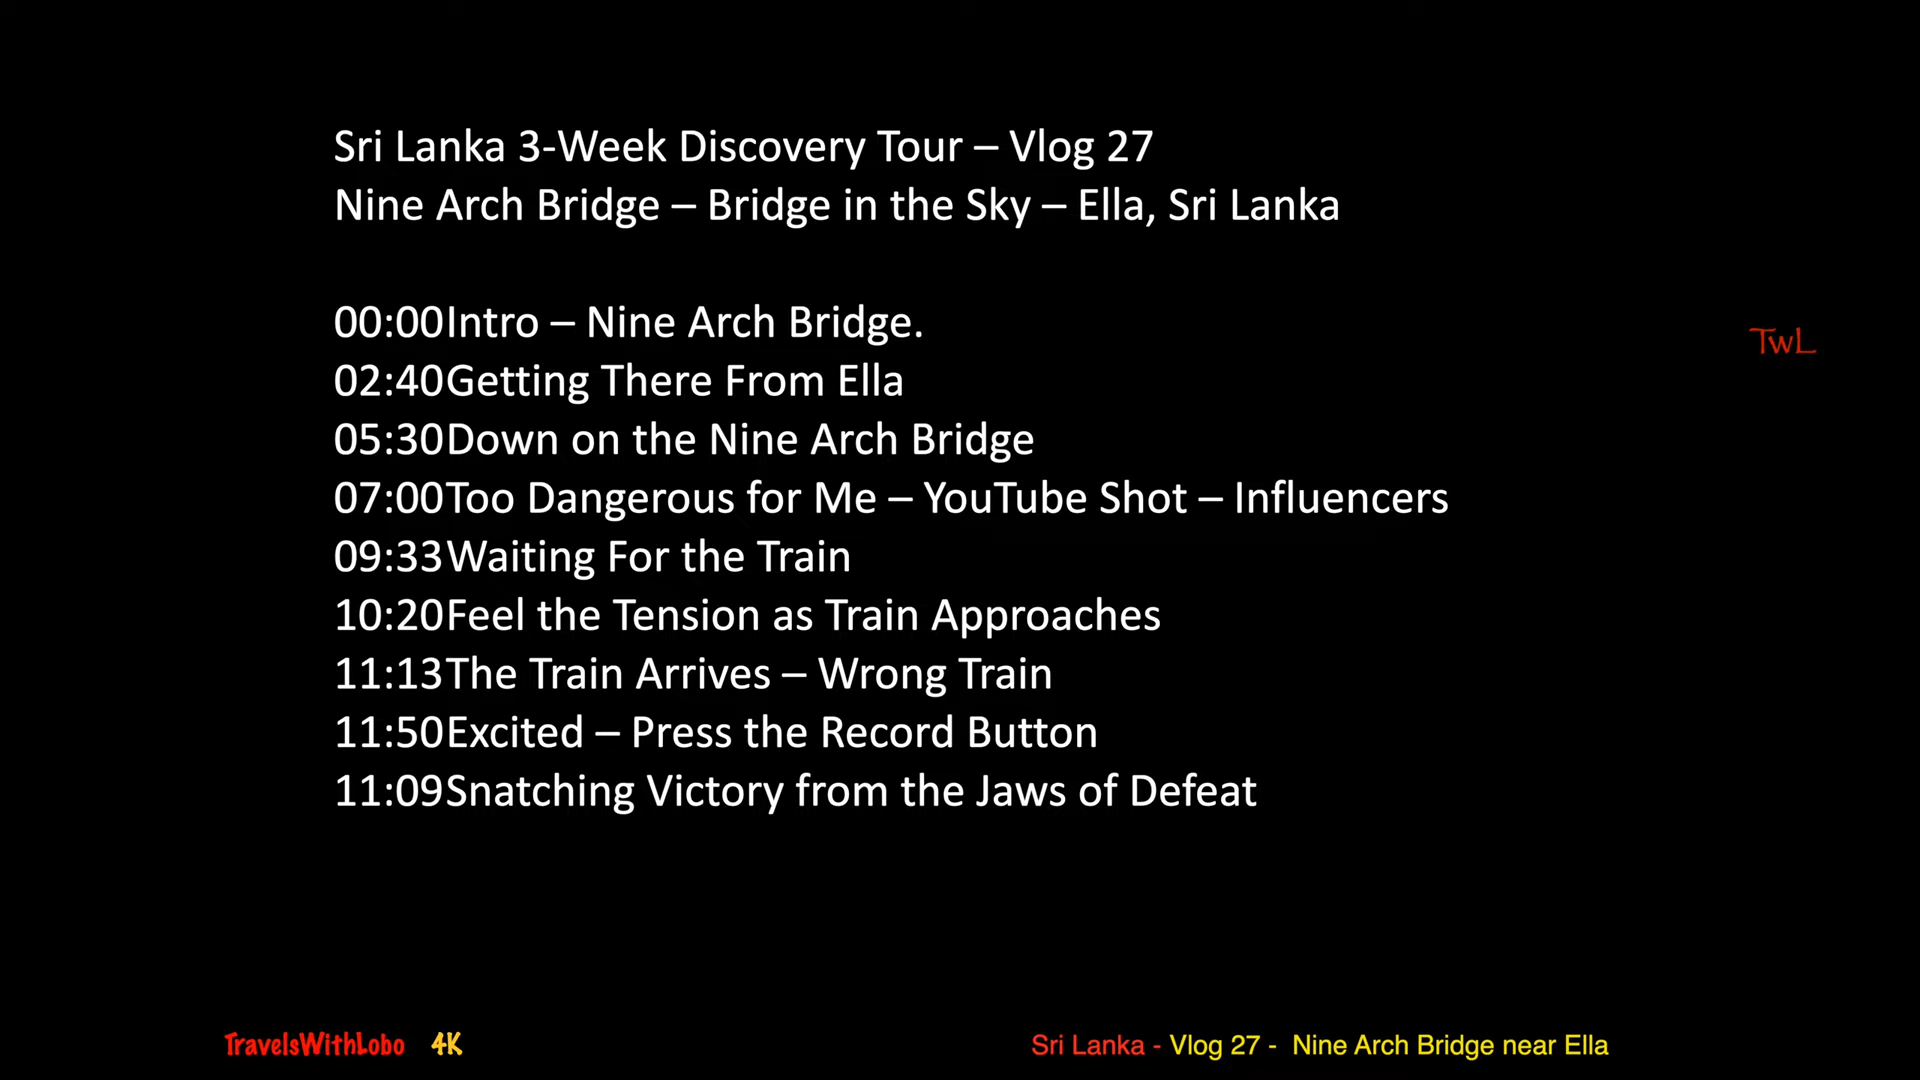 Sri Lanka 3-Week Discovery Tour – Vlog 27
Nine Arch Bridge – Bridge in the Sky – Ella, Sri Lanka
00:00Intro – Nine Arch Bridge.
TwL
02:40Getting There From Ella
05:30Down on the Nine Arch Bridge
07:00Too Dangerous for Me – YouTube Shot – Influencers
09:33Waiting For the Train
10:20Feel the Tension as Train Approaches
11:13The Train Arrives – Wrong Train
11:50Excited – Press the Record Button
11:09Snatching Victory from the Jaws of Defeat
TravelsWithLobo 4K
Sri Lanka - Vlog 27 - Nine Arch Bridge near Ella